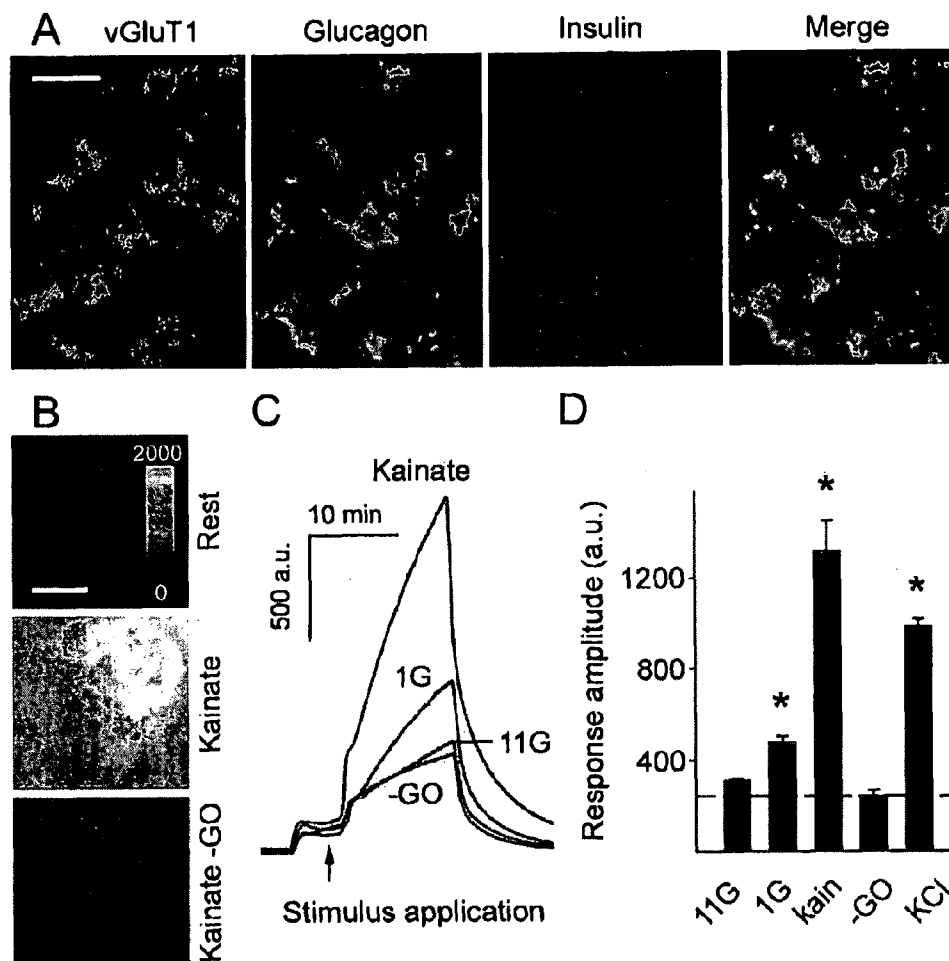 A
vGluT1
Glucagon
Insulin
Merge
B
2000
0
Rest
Kainate
Kainate -GO
C
Kainate
10 min
500 a.u.
1G
11G
-GO
Stimulus application
D
*
*
*
Response amplitude (a.u.)
1200
800
400
11G
1G
kain
-GO
KCl